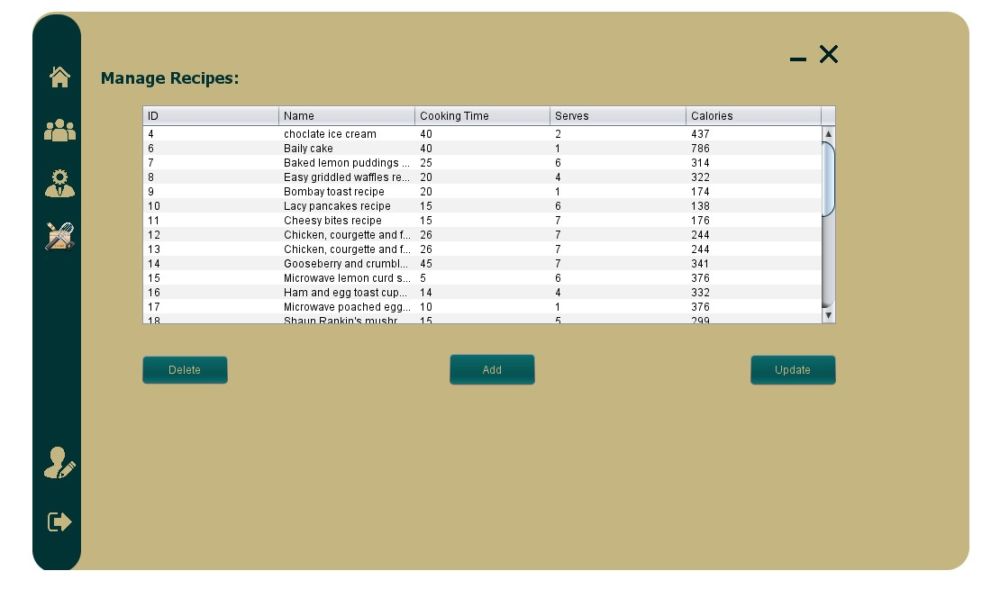 Manage Recipes:
ID Name Cooking Time Serves Calories
4 choclate ice cream 40 2 437
6 Baily cake 40 1 786
7 Baked lemon puddings ... 25 6 314
8 Easy griddled waffles re... 20 4 322
9 Bombay toast recipe 20 1 174
10 Lacy pancakes recipe 15 6 138
11 Cheesy bites recipe 15 7 176
12 Chicken, courgette and f... 26 7 244
13 Chicken, courgette and f... 26 7 244
14 Gooseberry and crumbl... 45 7 341
15 Microwave lemon curd s... 5 6 376
16 Ham and egg toast cup... 14 4 332
17 Microwave poached egg... 10 1 376
18 Shaun Rankin's mushr... 15 5 299
Delete Add Update